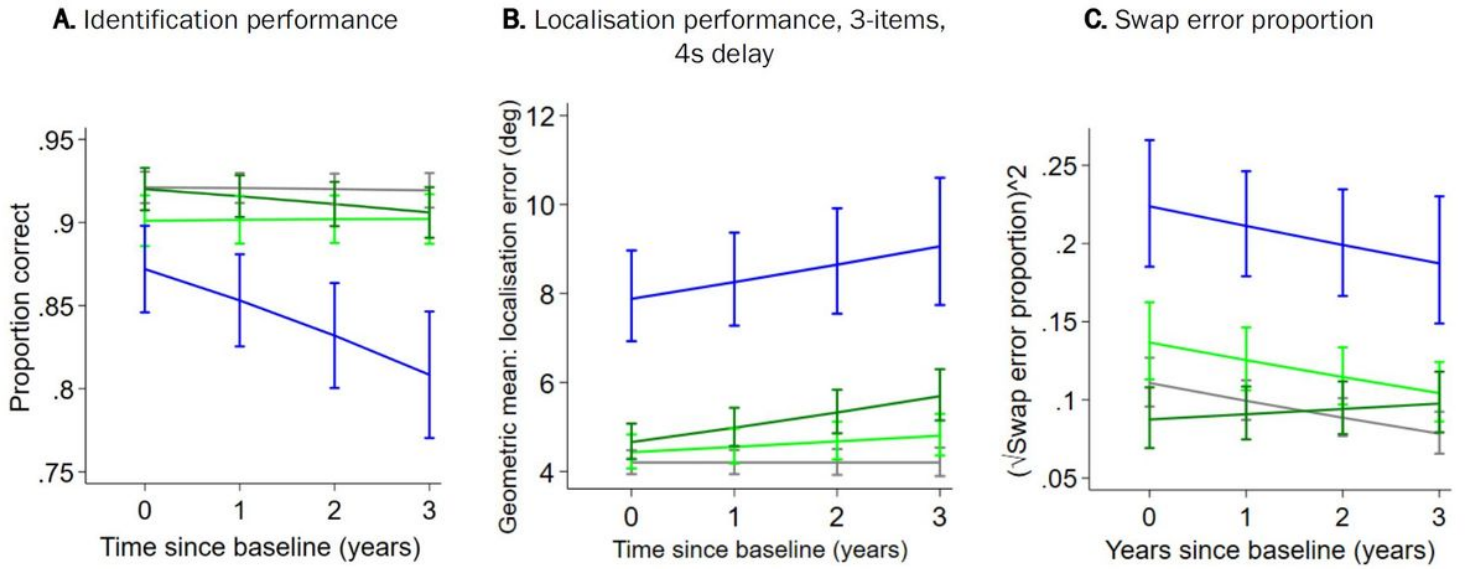 A. Identification performance
B. Localisation performance, 3-items,
4s delay
C. Swap error proportion
Proportion correct
.95
.9
.85
.8
.75
0 1 2 3
Time since baseline (years)
Geometric mean: localisation error (deg)
12
10
8
6
4
0 1 2 3
Time since baseline (years)
(√Swap error proportion)^2
.25
.2
.15
.1
.05
0 1 2 3
Years since baseline (years)